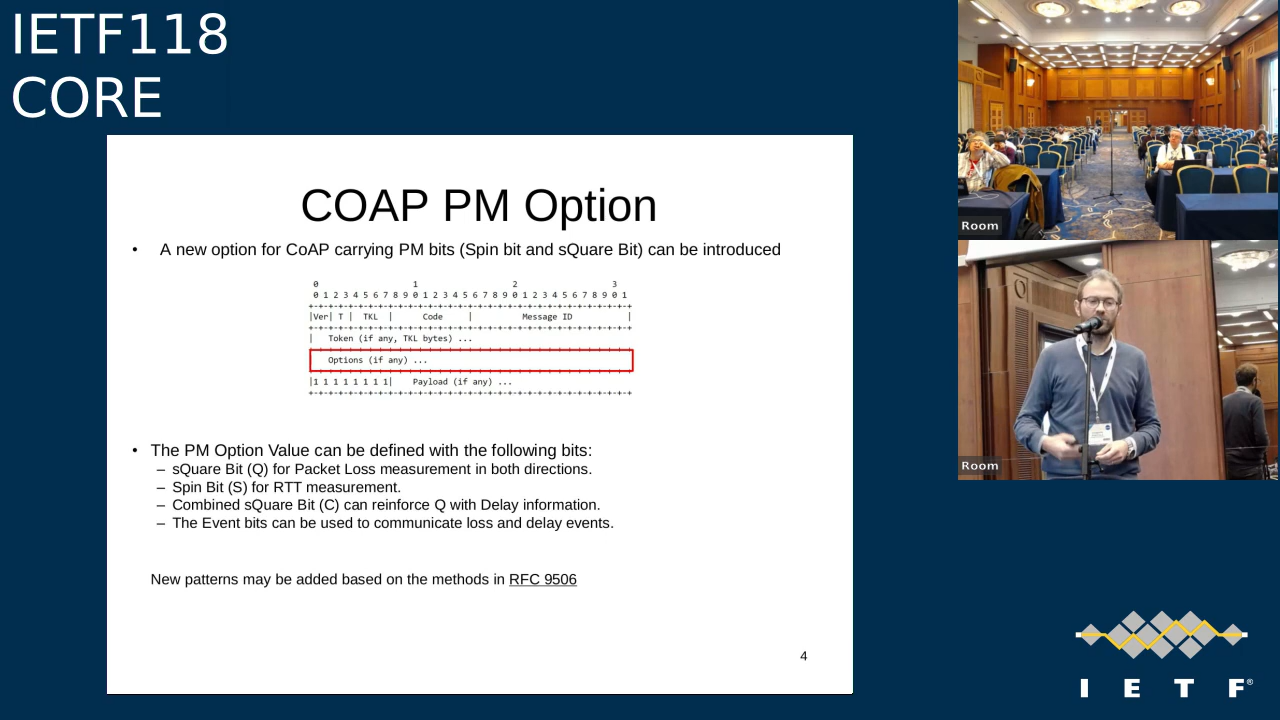 IETF118
CORE
COAP PM Option
• A new option for CoAP carrying PM bits (Spin bit and sQuare Bit) can be introduced
0 1 2 3
0 1 2 3 4 5 6 7 8 9 0 1 2 3 4 5 6 7 8 9 0 1 2 3 4 5 6 7 8 9 0 1
+-+-+-+-+-+-+-+-+-+-+-+-+-+-+-+-+-+-+-+-+-+-+-+-+-+-+-+-+-+-+-+-+
|Ver| T | TKL | Code | Message ID |
+-+-+-+-+-+-+-+-+-+-+-+-+-+-+-+-+-+-+-+-+-+-+-+-+-+-+-+-+-+-+-+-+
| Token (if any, TKL bytes) ...
+-+-+-+-+-+-+-+-+-+-+-+-+-+-+-+-+-+-+-+-+-+-+-+-+-+-+-+-+-+-+-+-+
Options (if any) ...
+-+-+-+-+-+-+-+-+-+-+-+-+-+-+-+-+-+-+-+-+-+-+-+-+-+-+-+-+-+-+-+-+
|1 1 1 1 1 1 1 1| Payload (if any) ...
+-+-+-+-+-+-+-+-+-+-+-+-+-+-+-+-+-+-+-+-+-+-+-+-+-+-+-+-+-+-+-+-+
• The PM Option Value can be defined with the following bits:
– sQuare Bit (Q) for Packet Loss measurement in both directions.
– Spin Bit (S) for RTT measurement.
– Combined sQuare Bit (C) can reinforce Q with Delay information.
– The Event bits can be used to communicate loss and delay events.
New patterns may be added based on the methods in RFC 9506
4
Room
Room
I E T F®